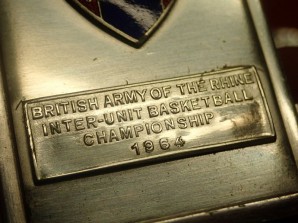 BRITISH ARMY OF THE RHINE
INTER-UNIT BASKETBALL
CHAMPIONSHIP
1964